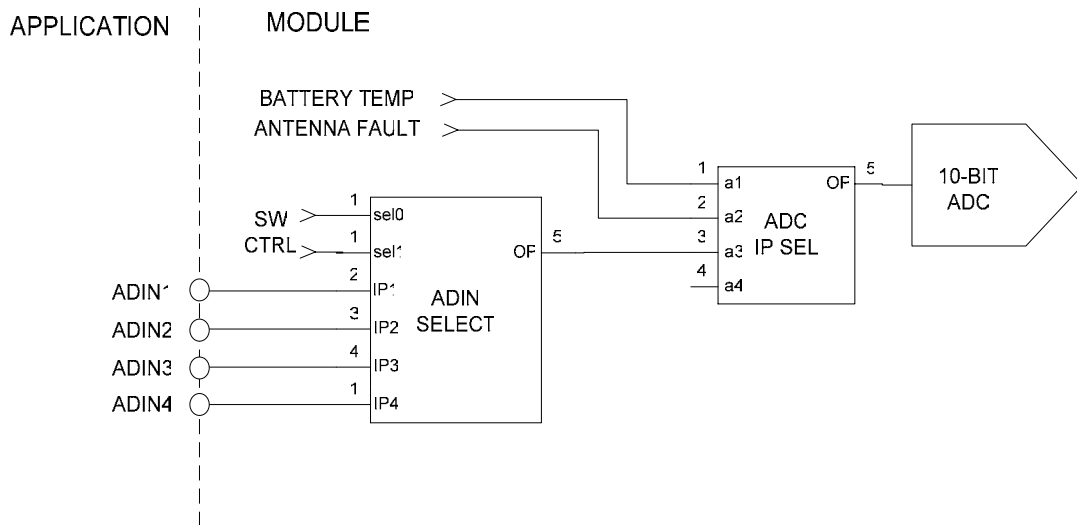 APPLICATION
MODULE
BATTERY TEMP
ANTENNA FAULT
1
a1
2
a2
3
a3
4
a4
ADC
IP SEL
OP
5
10-BIT
ADC
SW
CTRL
1
sel0
1
sel1
2
IP1
3
IP2
4
IP3
1
IP4
ADIN
SELECT
OP
5
ADIN1
ADIN2
ADIN3
ADIN4